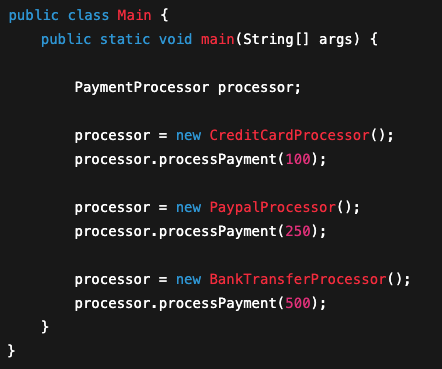 public class Main {
    public static void main(String[] args) {
        PaymentProcessor processor;
        processor = new CreditCardProcessor();
        processor.processPayment(100);
        processor = new PaypalProcessor();
        processor.processPayment(250);
        processor = new BankTransferProcessor();
        processor.processPayment(500);
    }
}